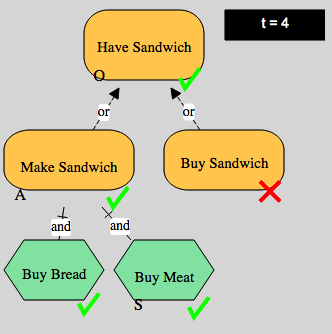 t = 4
Have Sandwich
O
or
or
Make Sandwich
Buy Sandwich
A
and
and
Buy Bread
Buy Meat
S